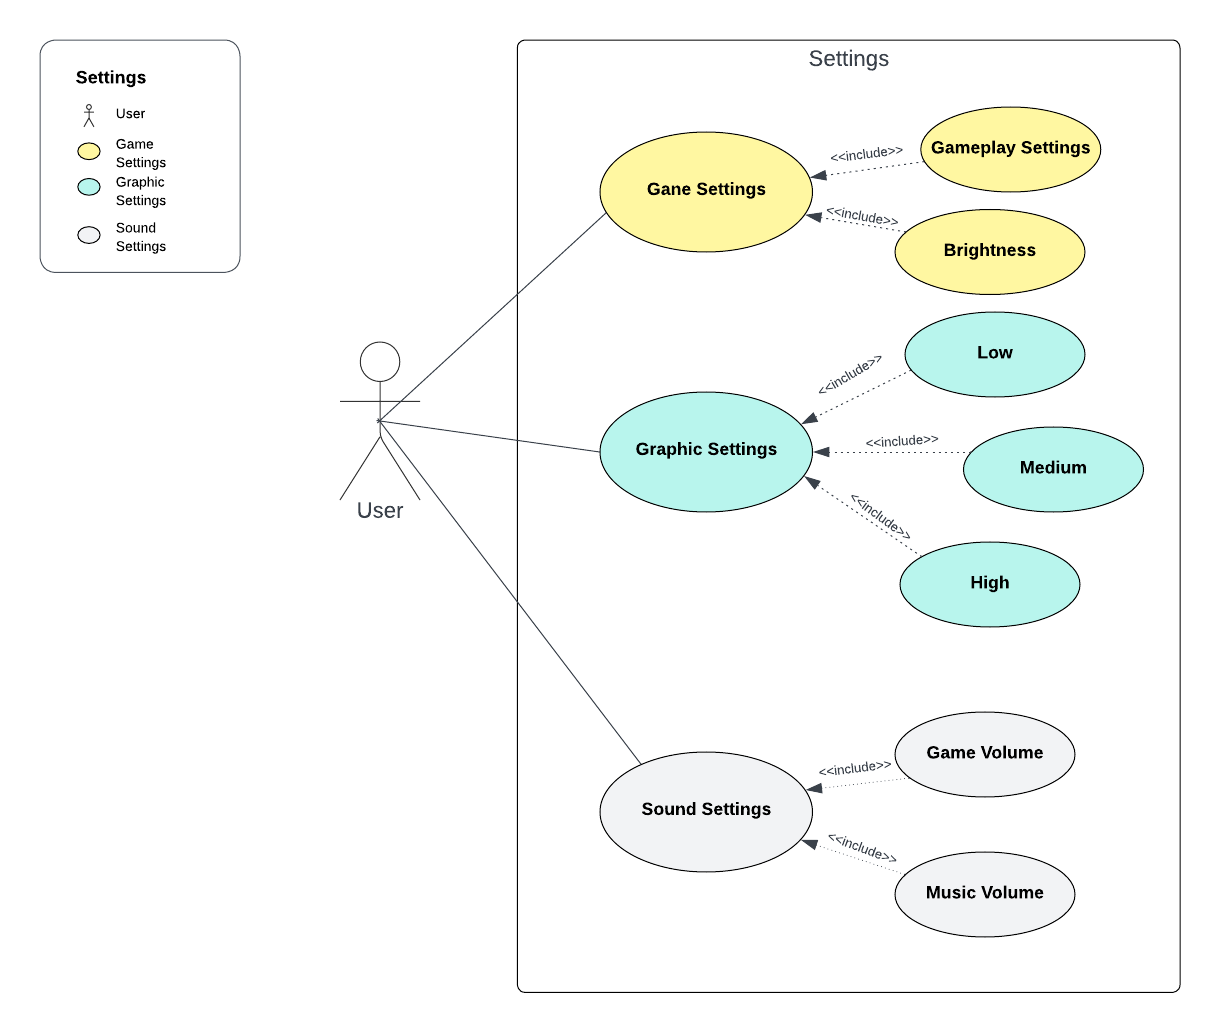 Settings
User
Game
Settings
Graphic
Settings
Sound
Settings
Settings
Gane Settings
<<include>>
Gameplay Settings
<<include>>
Brightness
User
Graphic Settings
<<include>>
Low
<<include>>
Medium
<<include>>
High
Sound Settings
<<include>>
Game Volume
<<include>>
Music Volume